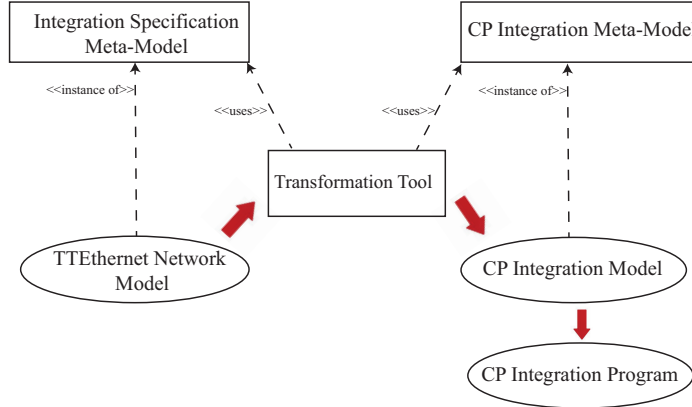 Integration Specification
Meta-Model
CP Integration Meta-Model
<<instance of>>
<<instance of>>
<<uses>>
<<uses>>
Transformation Tool
TTEthernet Network
Model
CP Integration Model
CP Integration Program